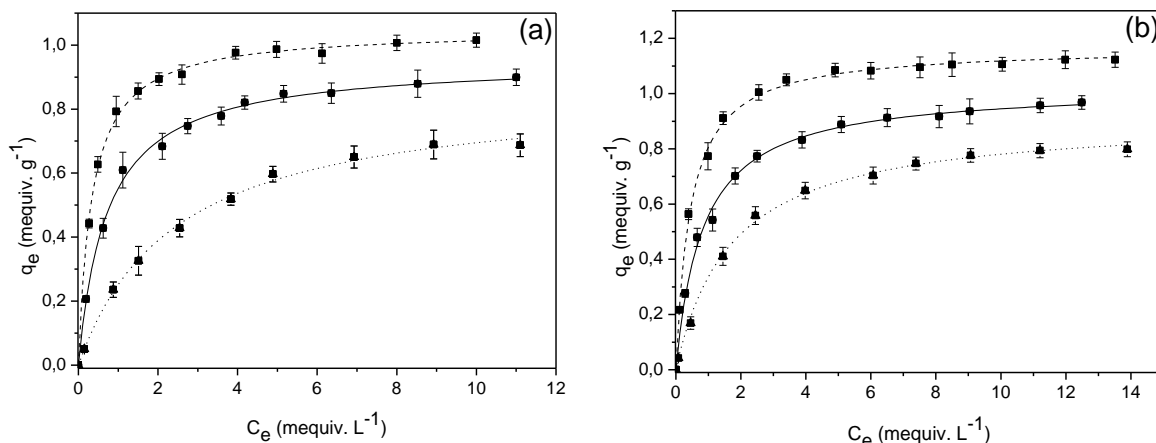 (a)
1,0
0,8
0,6
0,4
0,2
0,0
q_e (mequiv. g^-1)
0 2 4 6 8 10 12
C_e (mequiv. L^-1)
(b)
1,2
1,0
0,8
0,6
0,4
0,2
0,0
q_e (mequiv. g^-1)
0 2 4 6 8 10 12 14
C_e (mequiv. L^-1)